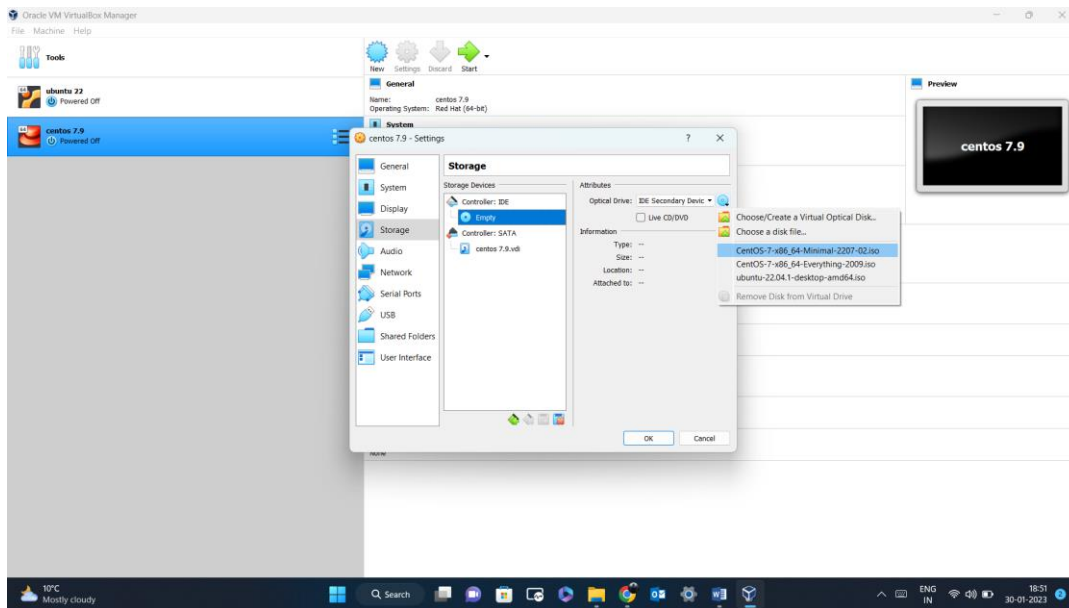 Oracle VM VirtualBox Manager
File Machine Help
Tools
New Settings Discard Start
64 ubuntu 22
Powered Off
64 centos 7.9
Powered Off
General
Name: centos 7.9
Operating System: Red Hat (64-bit)
System
Preview
centos 7.9
centos 7.9 - Settings ? ×
General
System
Display
Storage
Audio
Network
Serial Ports
USB
Shared Folders
User Interface
Storage
Storage Devices
Controller: IDE
Empty
Controller: SATA
centos 7.9.vdi
Attributes
Optical Drive: IDE Secondary Devic
Live CD/DVD
Information
Type: --
Size: --
Location: --
Attached to: --
Choose/Create a Virtual Optical Disk...
Choose a disk file...
CentOS-7-x86_64-Minimal-2207-02.iso
CentOS-7-x86_64-Everything-2009.iso
ubuntu-22.04.1-desktop-amd64.iso
Remove Disk from Virtual Drive
OK Cancel
None
10°C
Mostly cloudy
Search
ENG
IN
18:51
30-01-2023
2